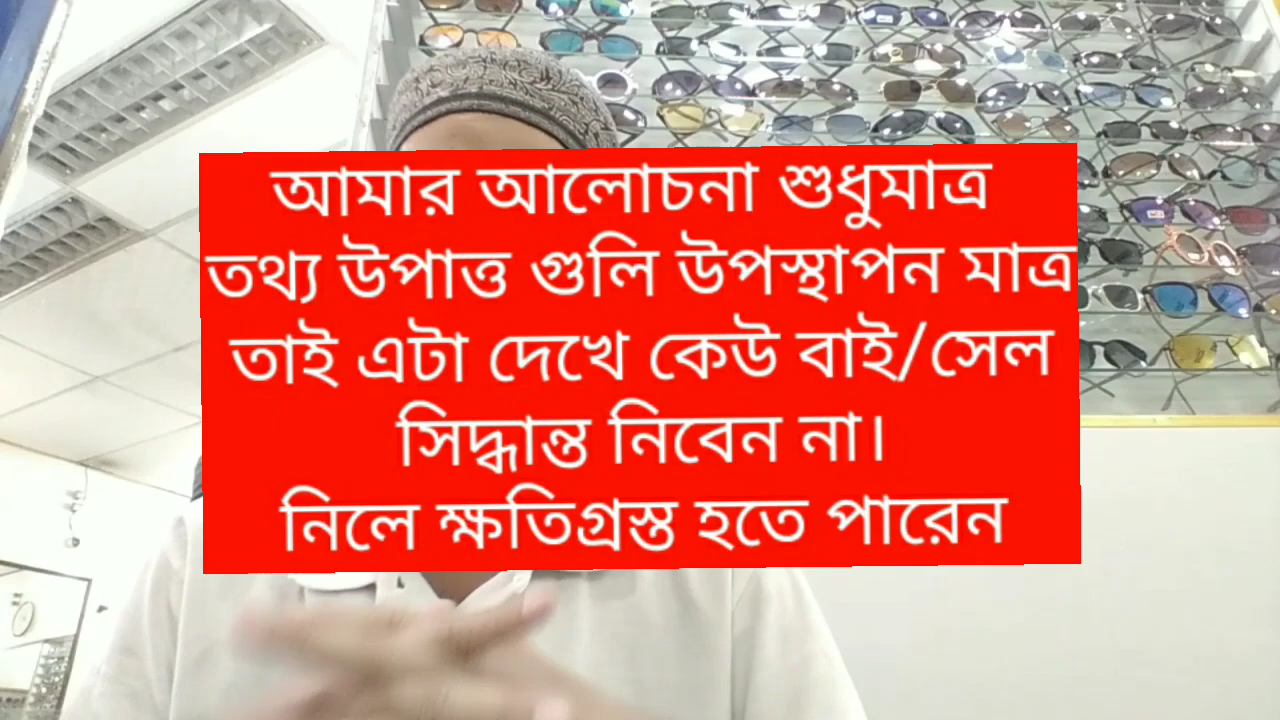 আমার আলোচনা শুধুমাত্র
তথ্য উপাত্ত গুলি উপস্থাপন মাত্র
তাই এটা দেখে কেউ বাই/সেল
সিদ্ধান্ত নিবেন না।
নিলে ক্ষতিগ্রস্ত হতে পারেন